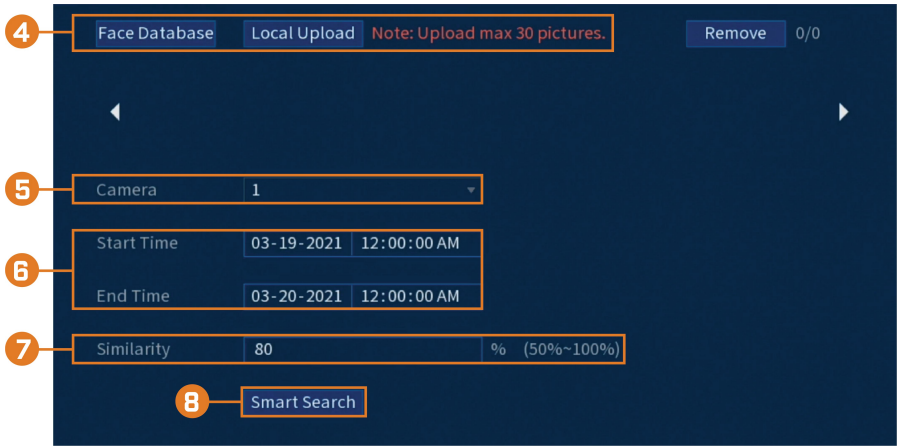 4 Face Database Local Upload Note: Upload max 30 pictures. Remove 0/0
5 Camera 1
Start Time 03-19-2021 12:00:00 AM
6
End Time 03-20-2021 12:00:00 AM
7 Similarity 80 % (50%~100%)
8 Smart Search